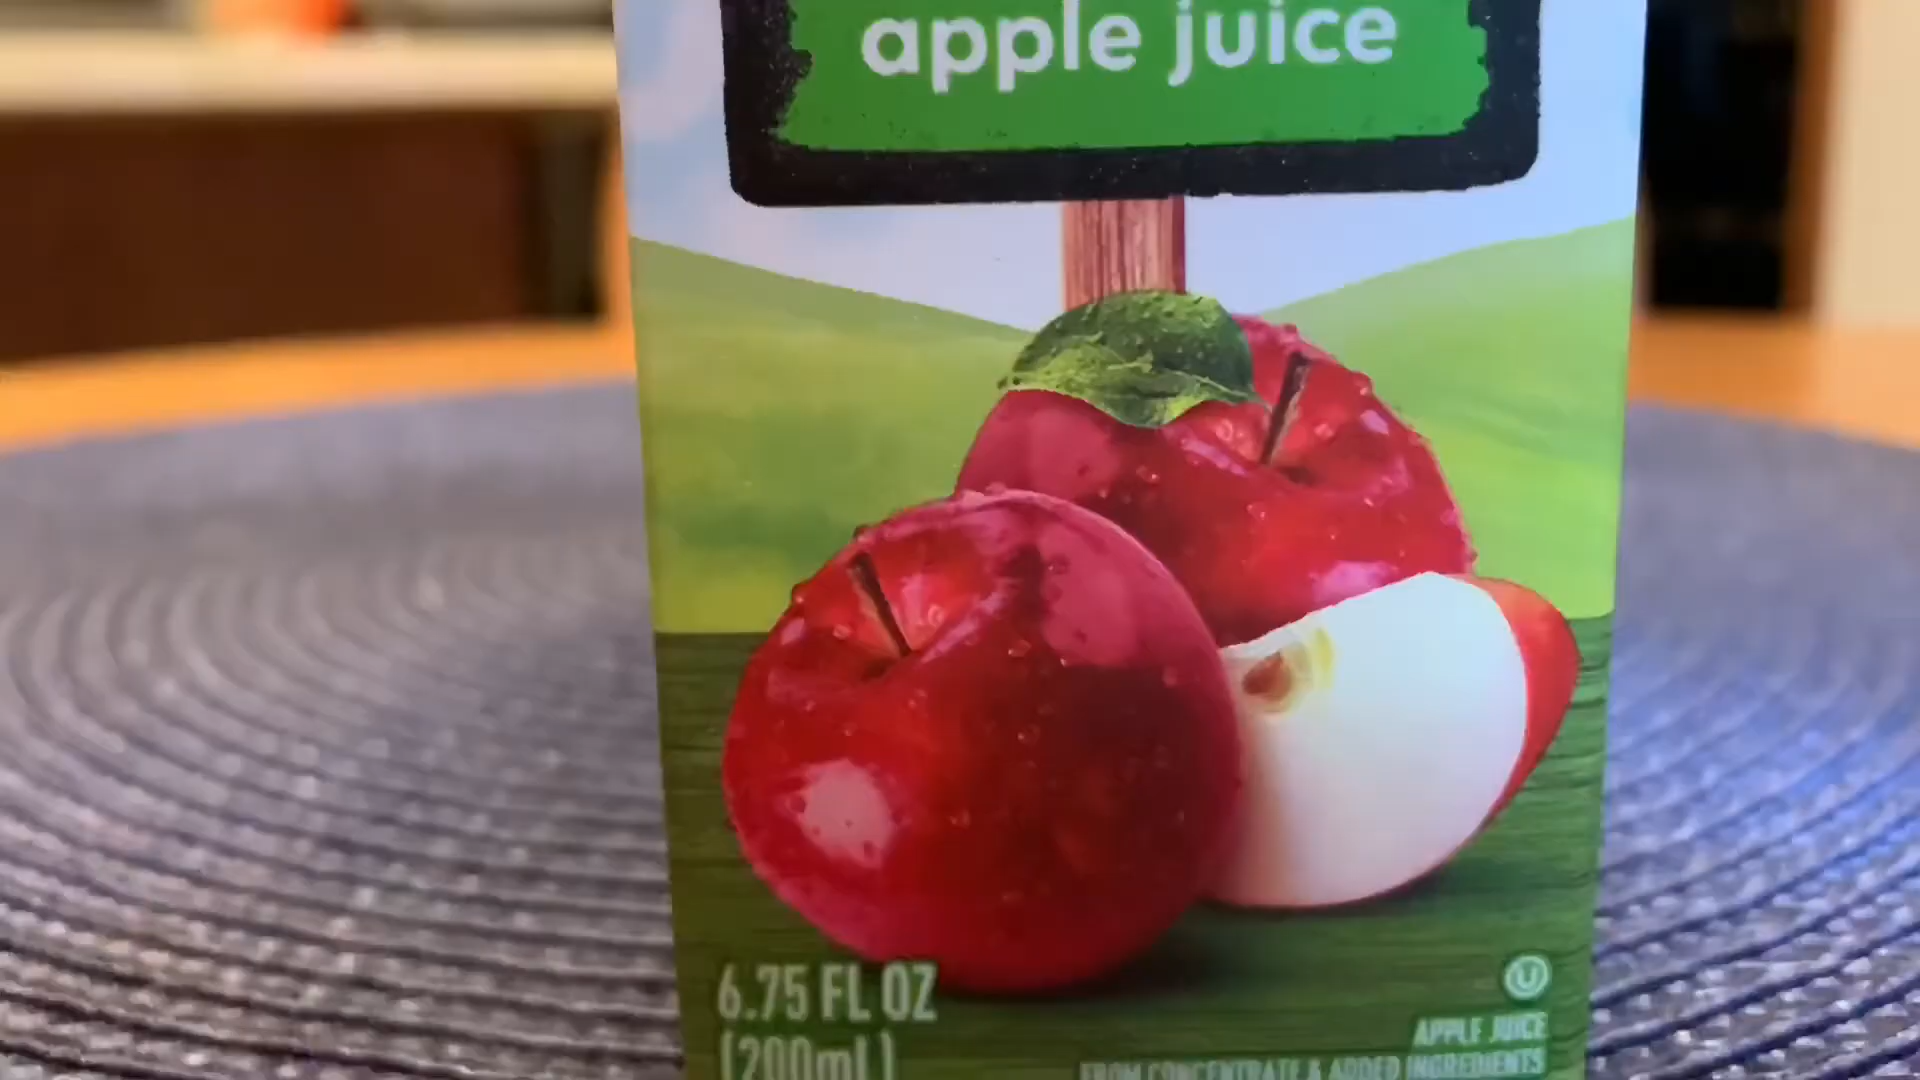 apple juice
6.75 FL OZ
(200mL)
U
APPLE JUICE
FROM CONCENTRATE & ADDED INGREDIENTS